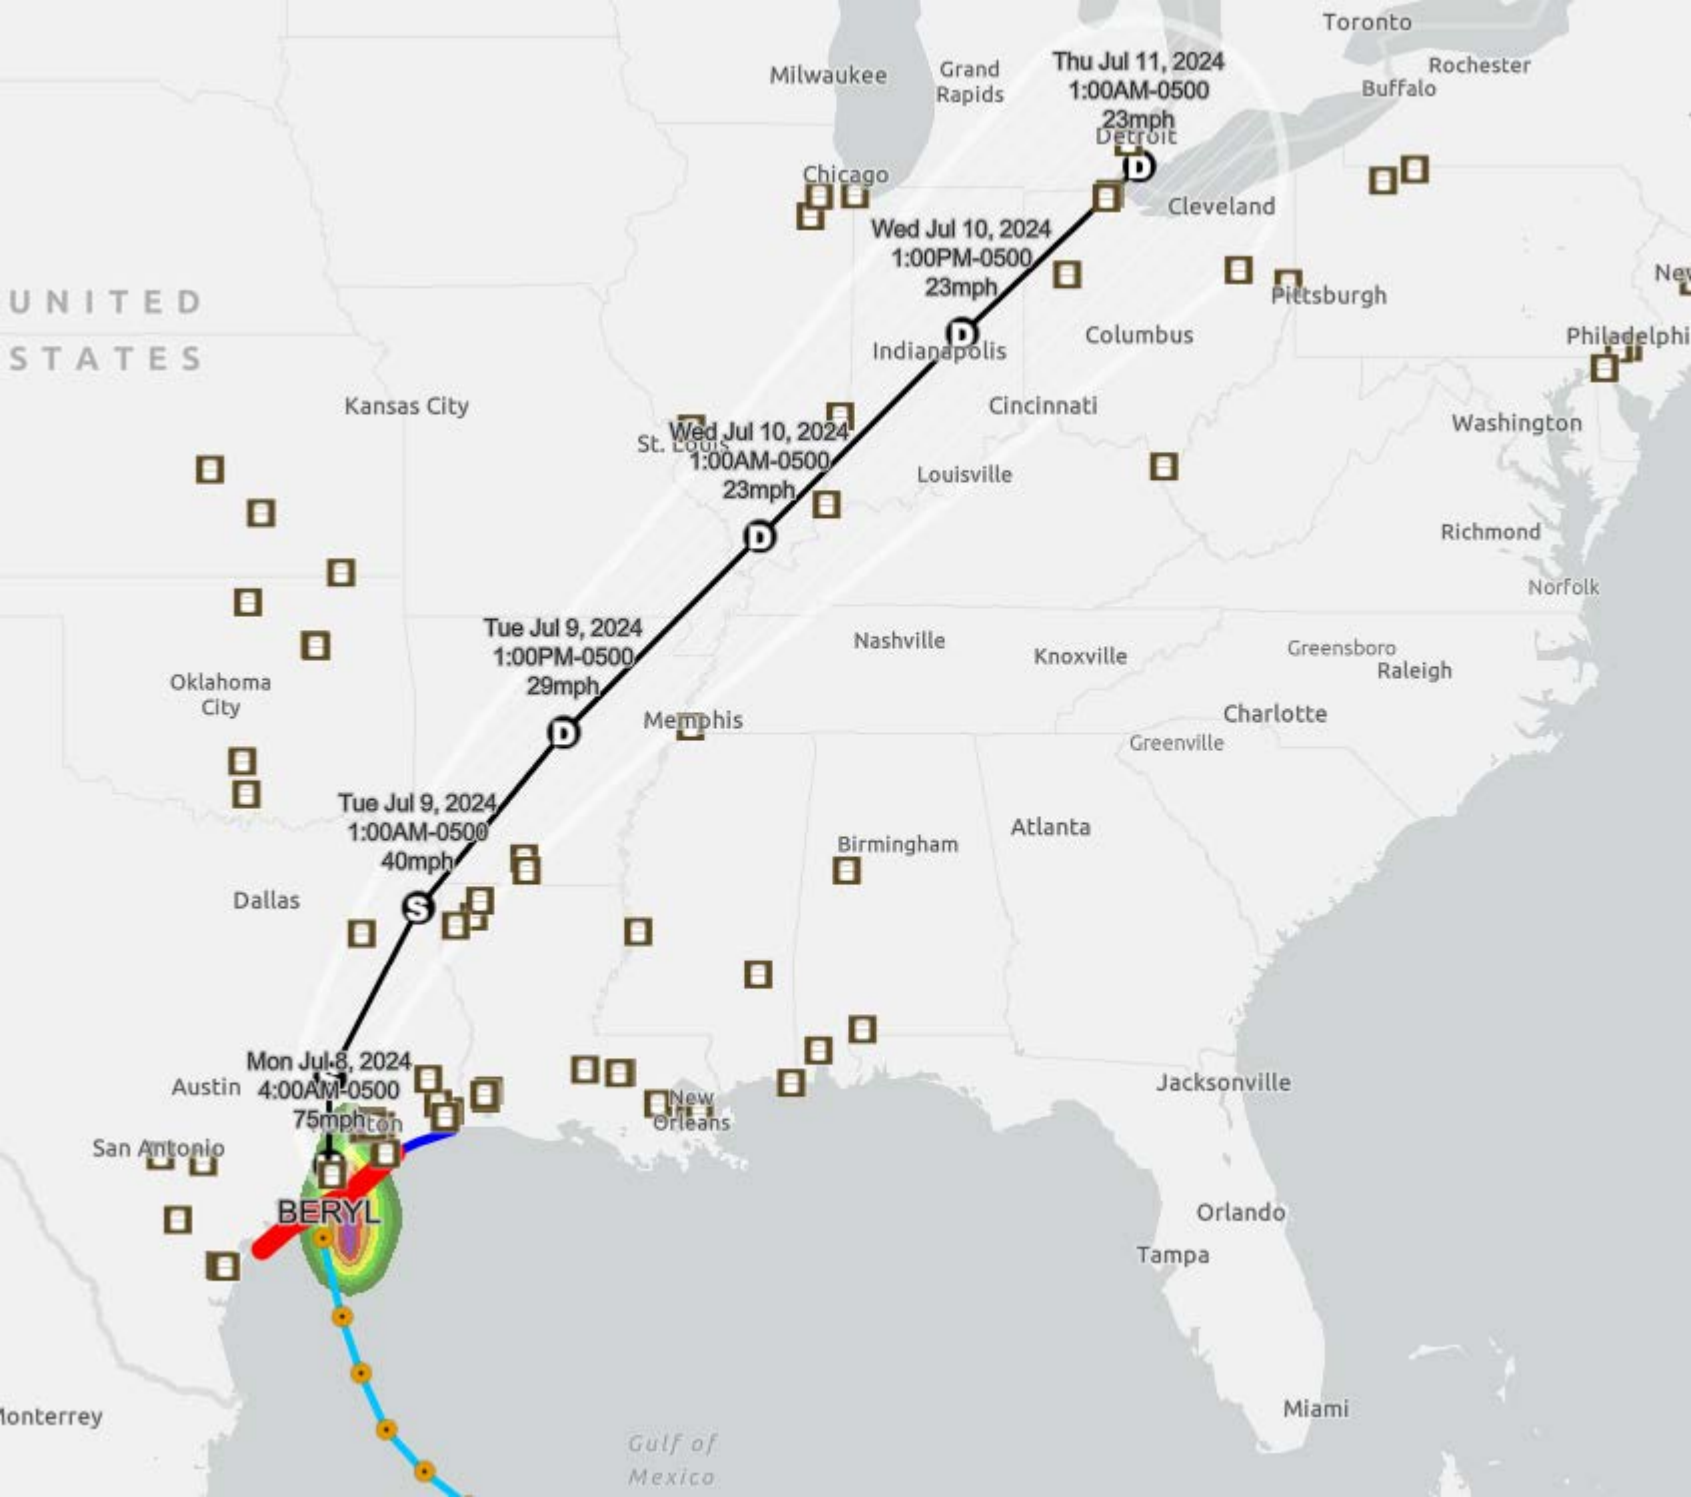 Toronto
Thu Jul 11, 2024
1:00AM-0500
23mph
Detroit
Milwaukee
Grand
Rapids
Rochester
Buffalo
Chicago
Cleveland
Wed Jul 10, 2024
1:00PM-0500
23mph
UNITED
STATES
Pittsburgh
Columbus
Indianapolis
Philadelphi
Kansas City
Cincinnati
Washington
St. Louis
Wed Jul 10, 2024
1:00AM-0500
23mph
Louisville
Richmond
Norfolk
Tue Jul 9, 2024
1:00PM-0500
29mph
Nashville
Knoxville
Greensboro
Raleigh
Oklahoma
City
Memphis
Charlotte
Greenville
Tue Jul 9, 2024
1:00AM-0500
40mph
Birmingham
Atlanta
Dallas
S
D
D
D
D
Mon Jul 8, 2024
4:00AM-0500
75mph
Austin
San Antonio
New
Orleans
Jacksonville
BERYL
Orlando
Tampa
Miami
Gulf of
Mexico